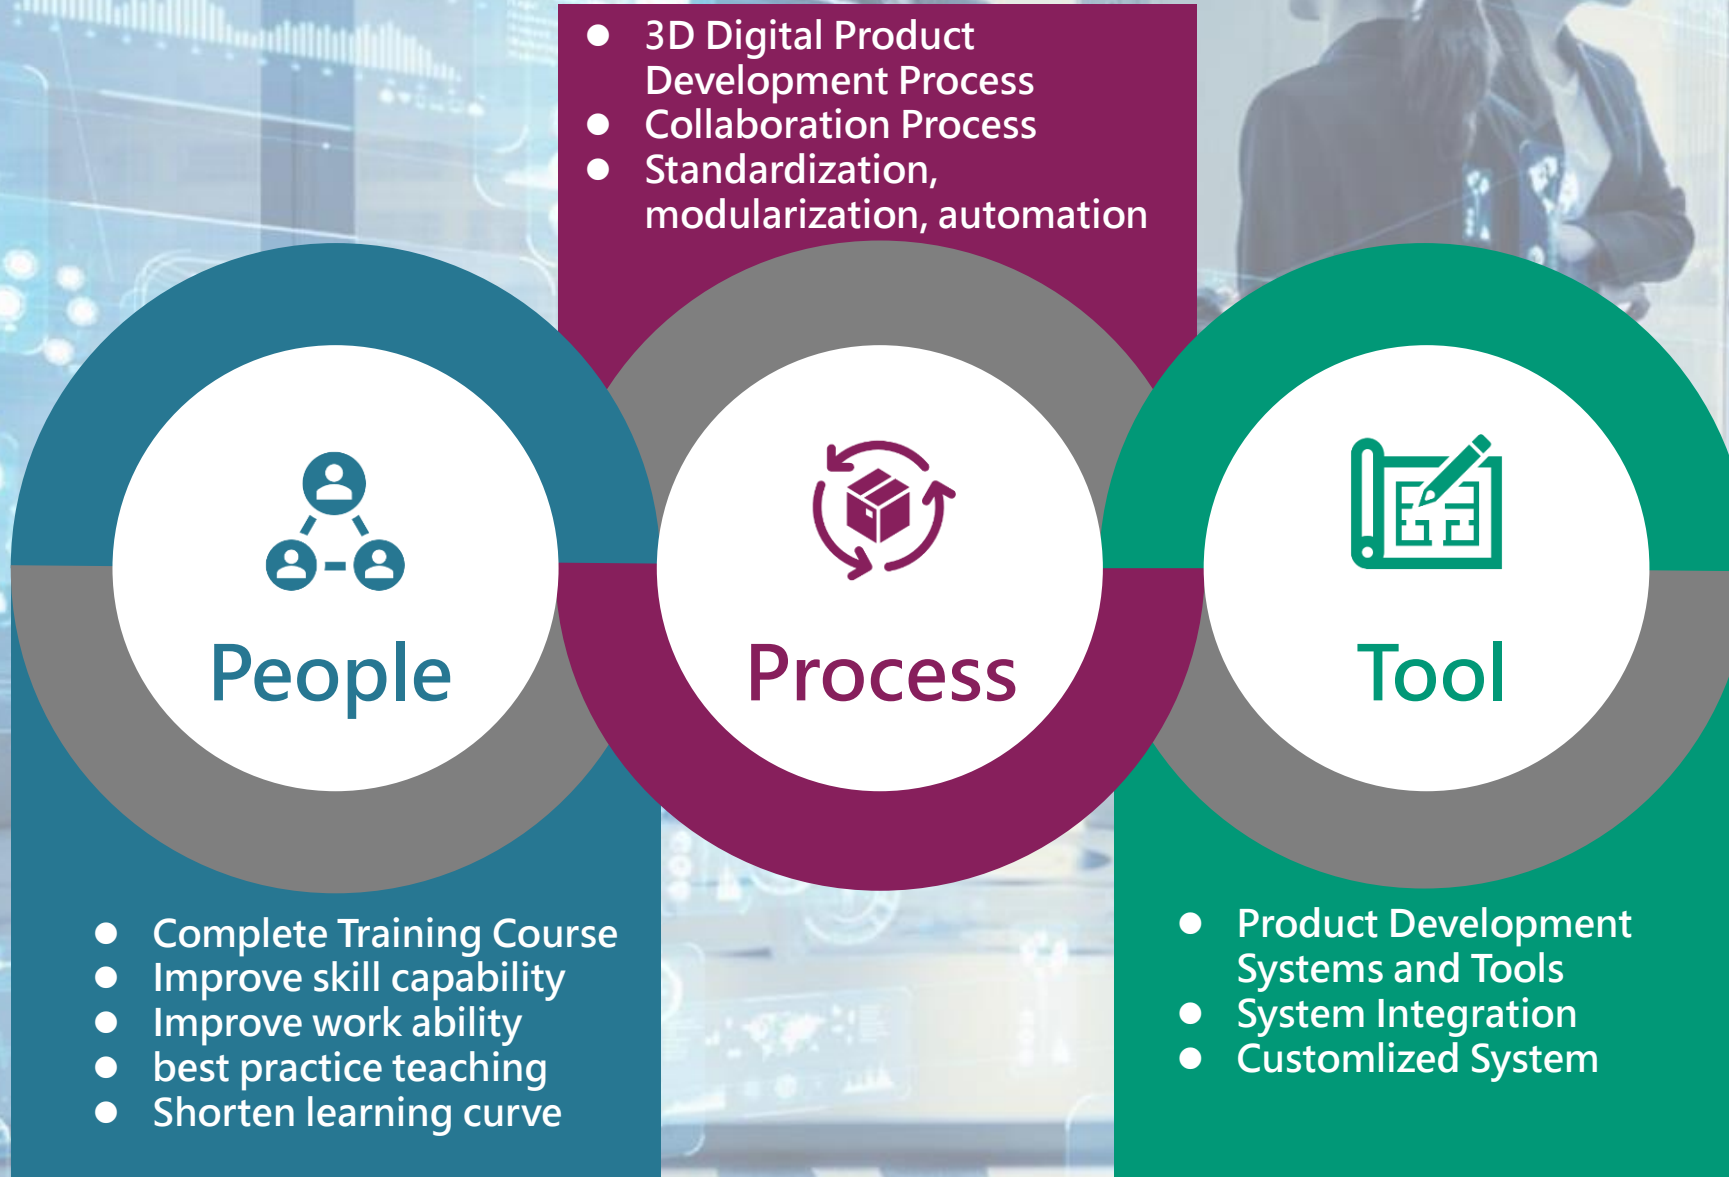 ● 3D Digital Product
Development Process
● Collaboration Process
● Standardization,
modularization, automation
People
Process
Tool
● Complete Training Course
● Improve skill capability
● Improve work ability
● best practice teaching
● Shorten learning curve
● Product Development
Systems and Tools
● System Integration
● Customlized System